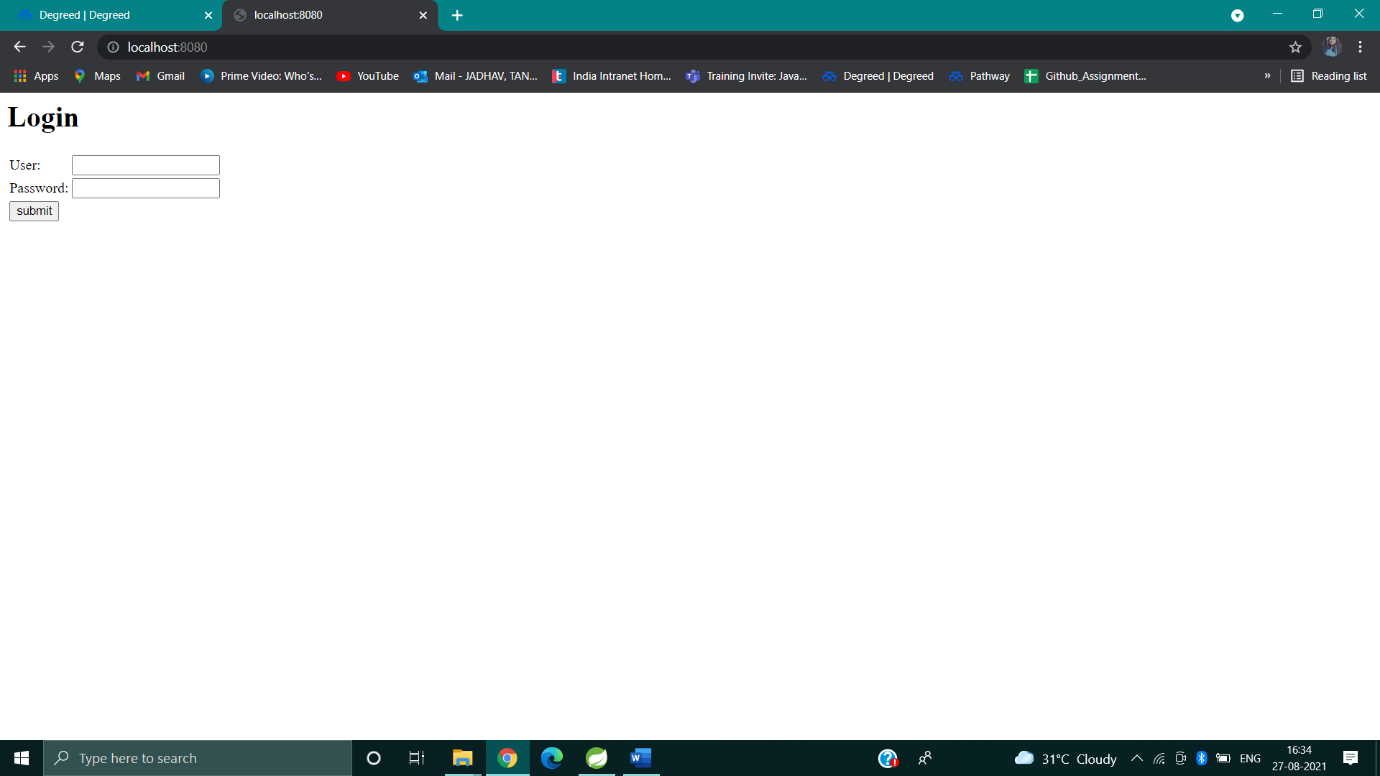 Degreed | Degreed
localhost:8080
localhost:8080
Apps Maps Gmail Prime Video: Who's... YouTube Mail - JADHAV, TAN... India Intranet Hom... Training Invite: Java... Degreed | Degreed Pathway Github_Assignment... » Reading list
Login
User:
Password:
submit
Type here to search
31°C Cloudy
ENG
16:34
27-08-2021